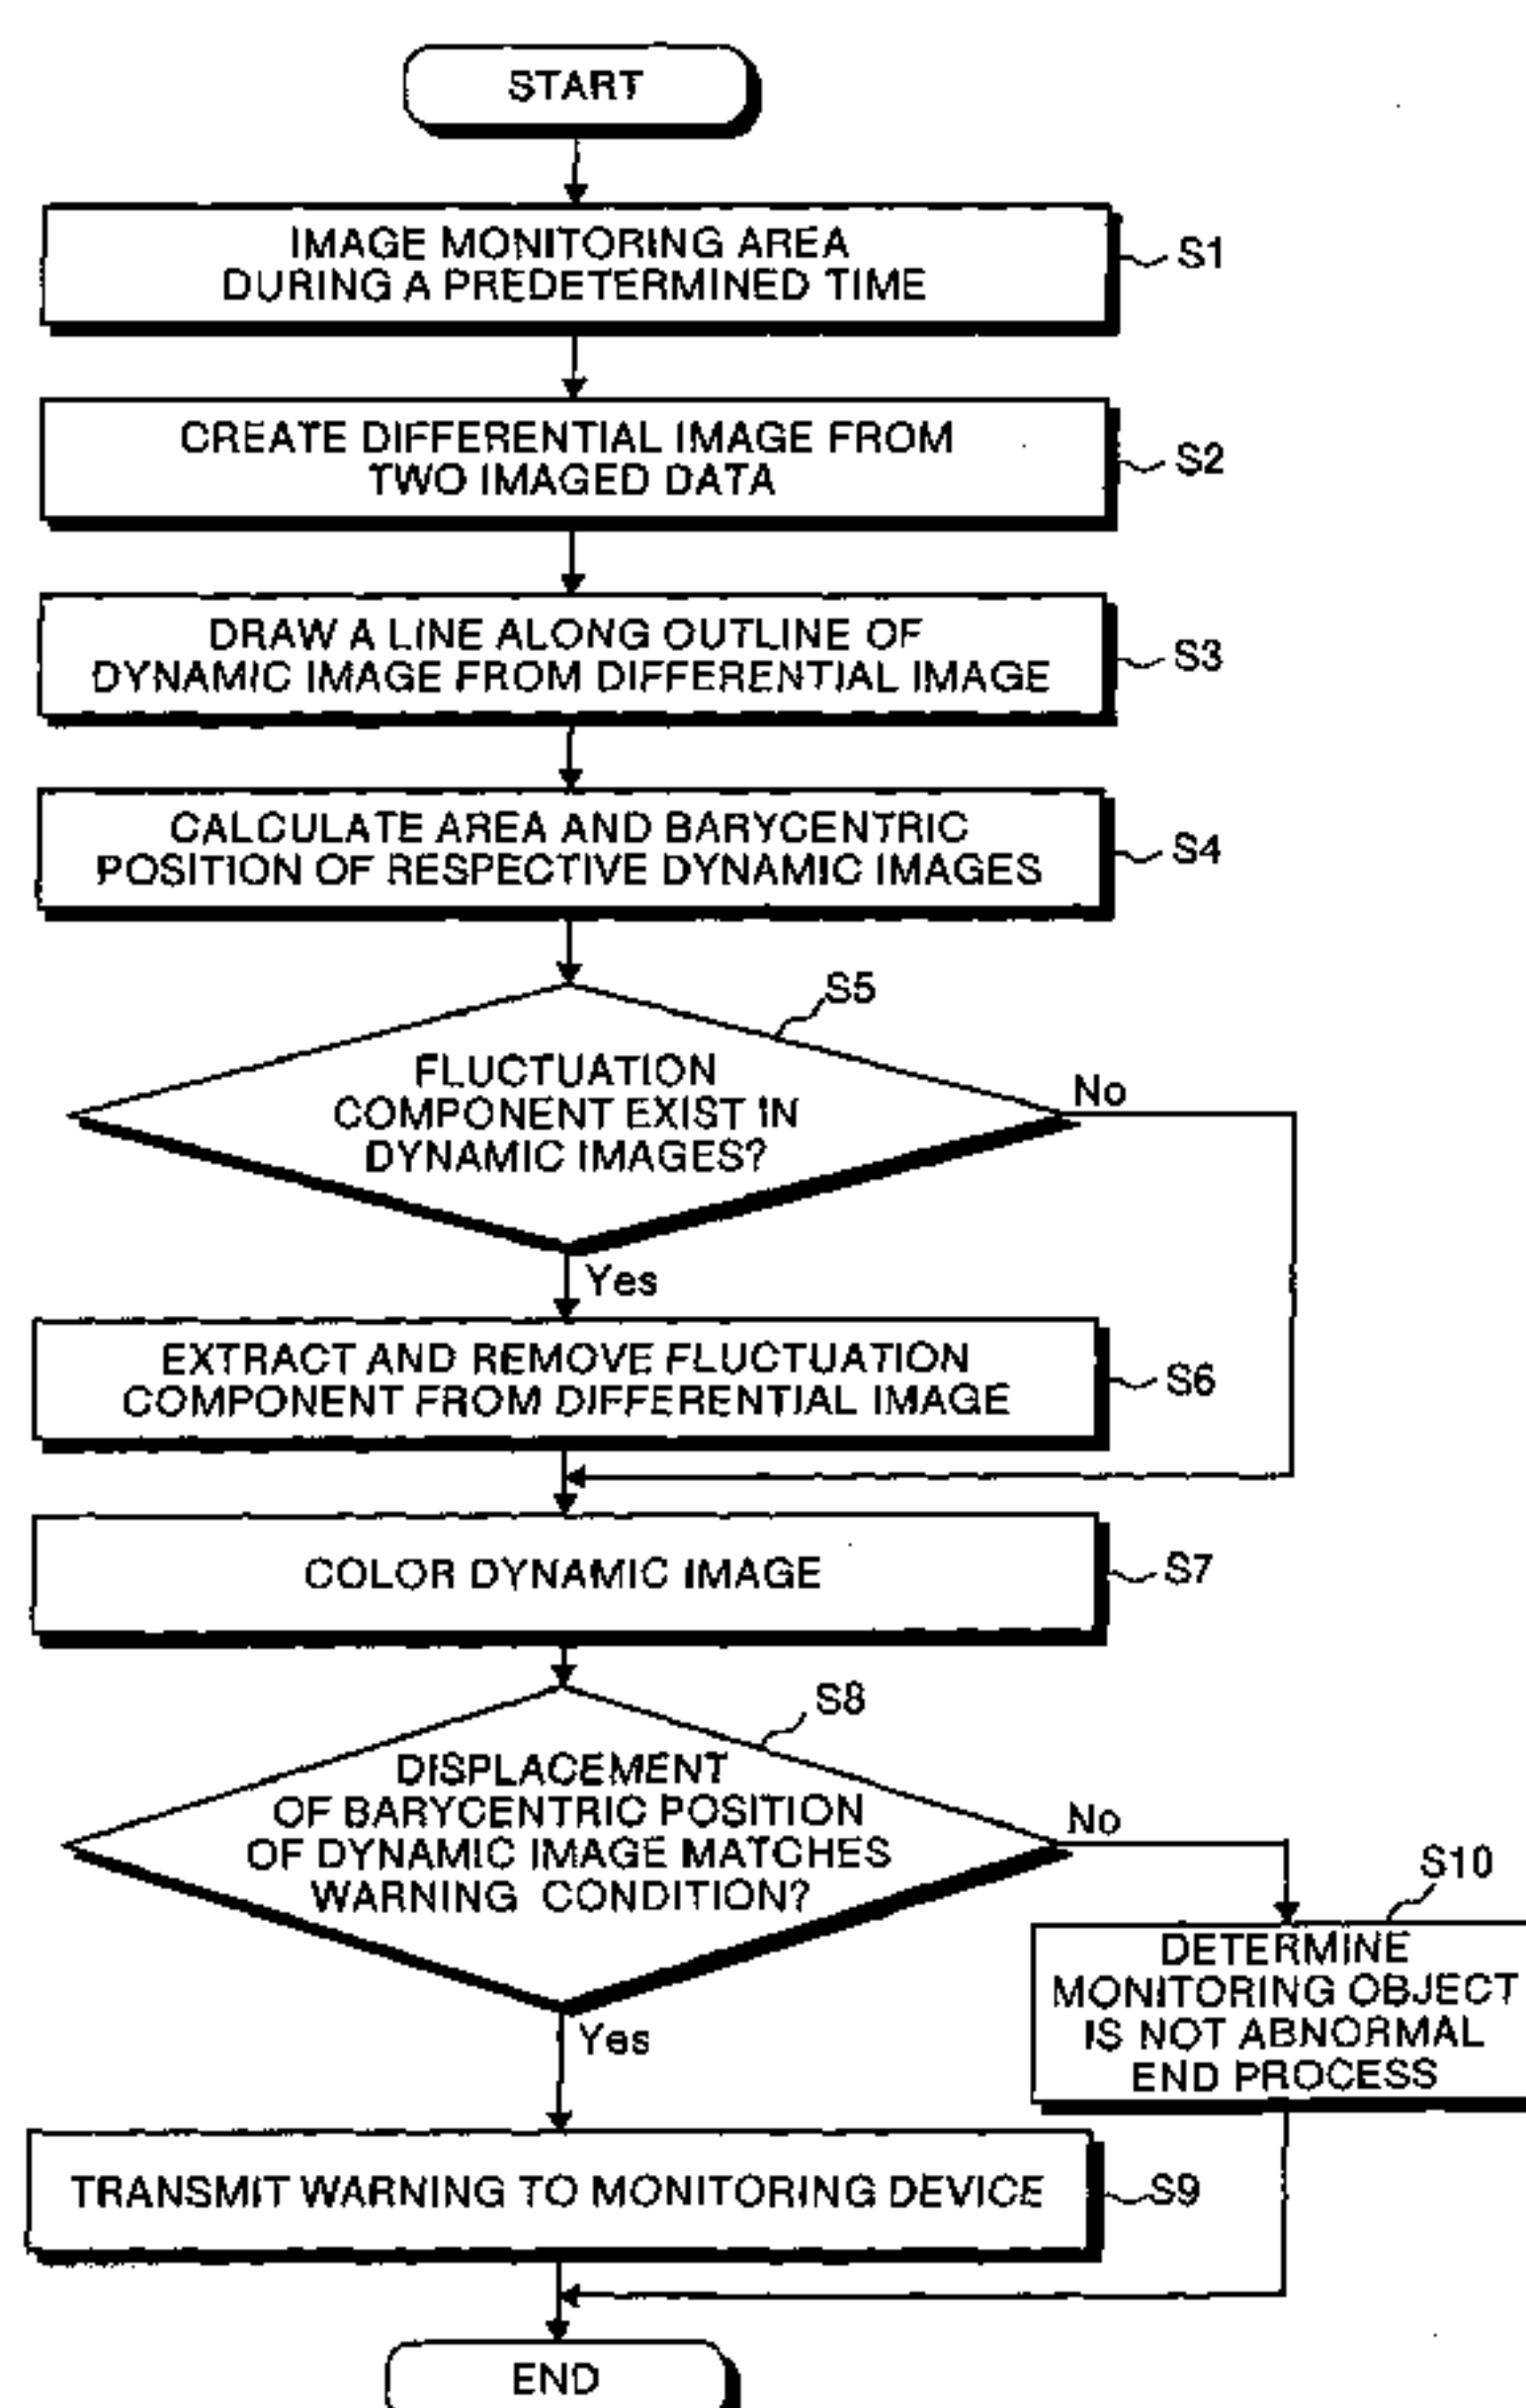 START
IMAGE MONITORING AREA
DURING A PREDETERMINED TIME
S1
CREATE DIFFERENTIAL IMAGE FROM
TWO IMAGED DATA
S2
DRAW A LINE ALONG OUTLINE OF
DYNAMIC IMAGE FROM DIFFERENTIAL IMAGE
S3
CALCULATE AREA AND BARYCENTRIC
POSITION OF RESPECTIVE DYNAMIC IMAGES
S4
S5
FLUCTUATION
COMPONENT EXIST IN
DYNAMIC IMAGES?
No
Yes
EXTRACT AND REMOVE FLUCTUATION
COMPONENT FROM DIFFERENTIAL IMAGE
S6
COLOR DYNAMIC IMAGE
S7
S8
DISPLACEMENT
OF BARYCENTRIC POSITION
OF DYNAMIC IMAGE MATCHES
WARNING CONDITION?
No
Yes
S10
DETERMINE
MONITORING OBJECT
IS NOT ABNORMAL
END PROCESS
TRANSMIT WARNING TO MONITORING DEVICE
S9
END